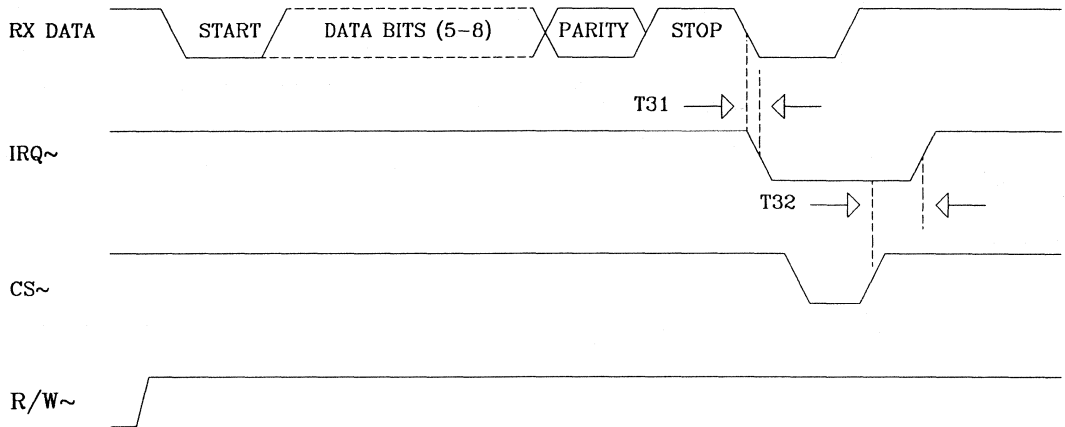 RX DATA
START
DATA BITS (5-8)
PARITY
STOP
T31
IRQ~
T32
CS~
R/W~